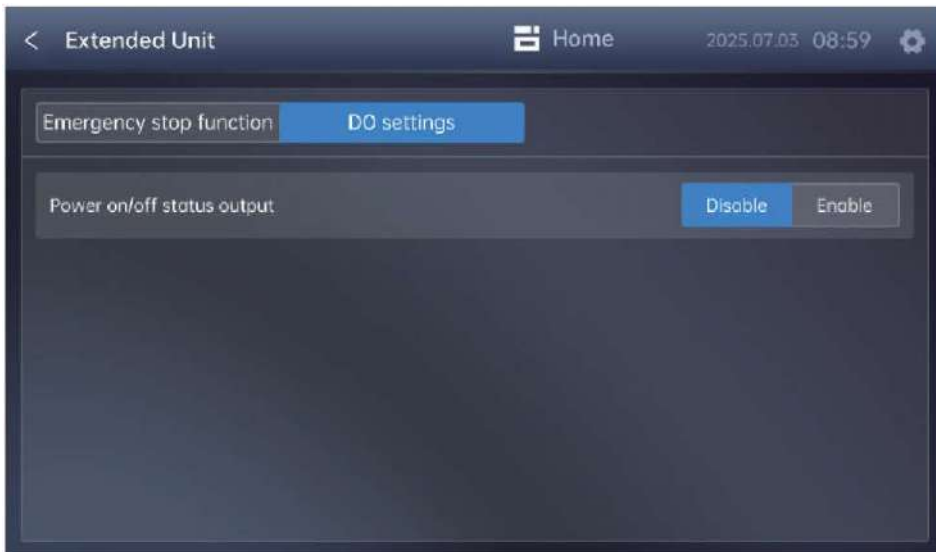 < Extended Unit Home 2025.07.03 08:59
Emergency stop function DO settings
Power on/off status output Disable Enable